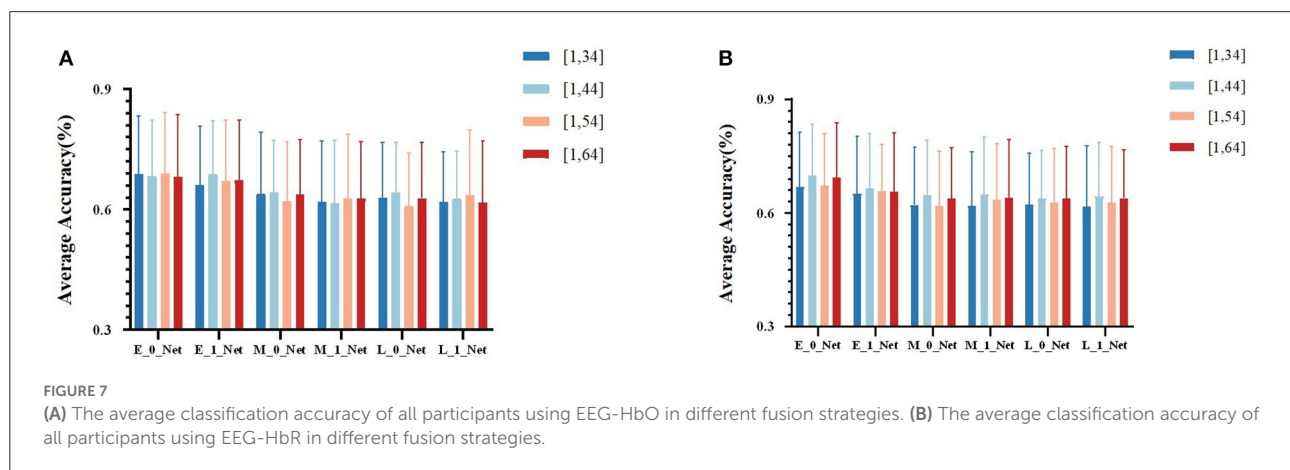 A
[1,34]
[1,44]
[1,54]
[1,64]
Average Accuracy(%)
0.9
0.6
0.3
E_0_Net E_1_Net M_0_Net M_1_Net L_0_Net L_1_Net
B
[1,34]
[1,44]
[1,54]
[1,64]
Average Accuracy(%)
0.9
0.6
0.3
E_0_Net E_1_Net M_0_Net M_1_Net L_0_Net L_1_Net
FIGURE 7
(A) The average classification accuracy of all participants using EEG-HbO in different fusion strategies. (B) The average classification accuracy of
all participants using EEG-HbR in different fusion strategies.